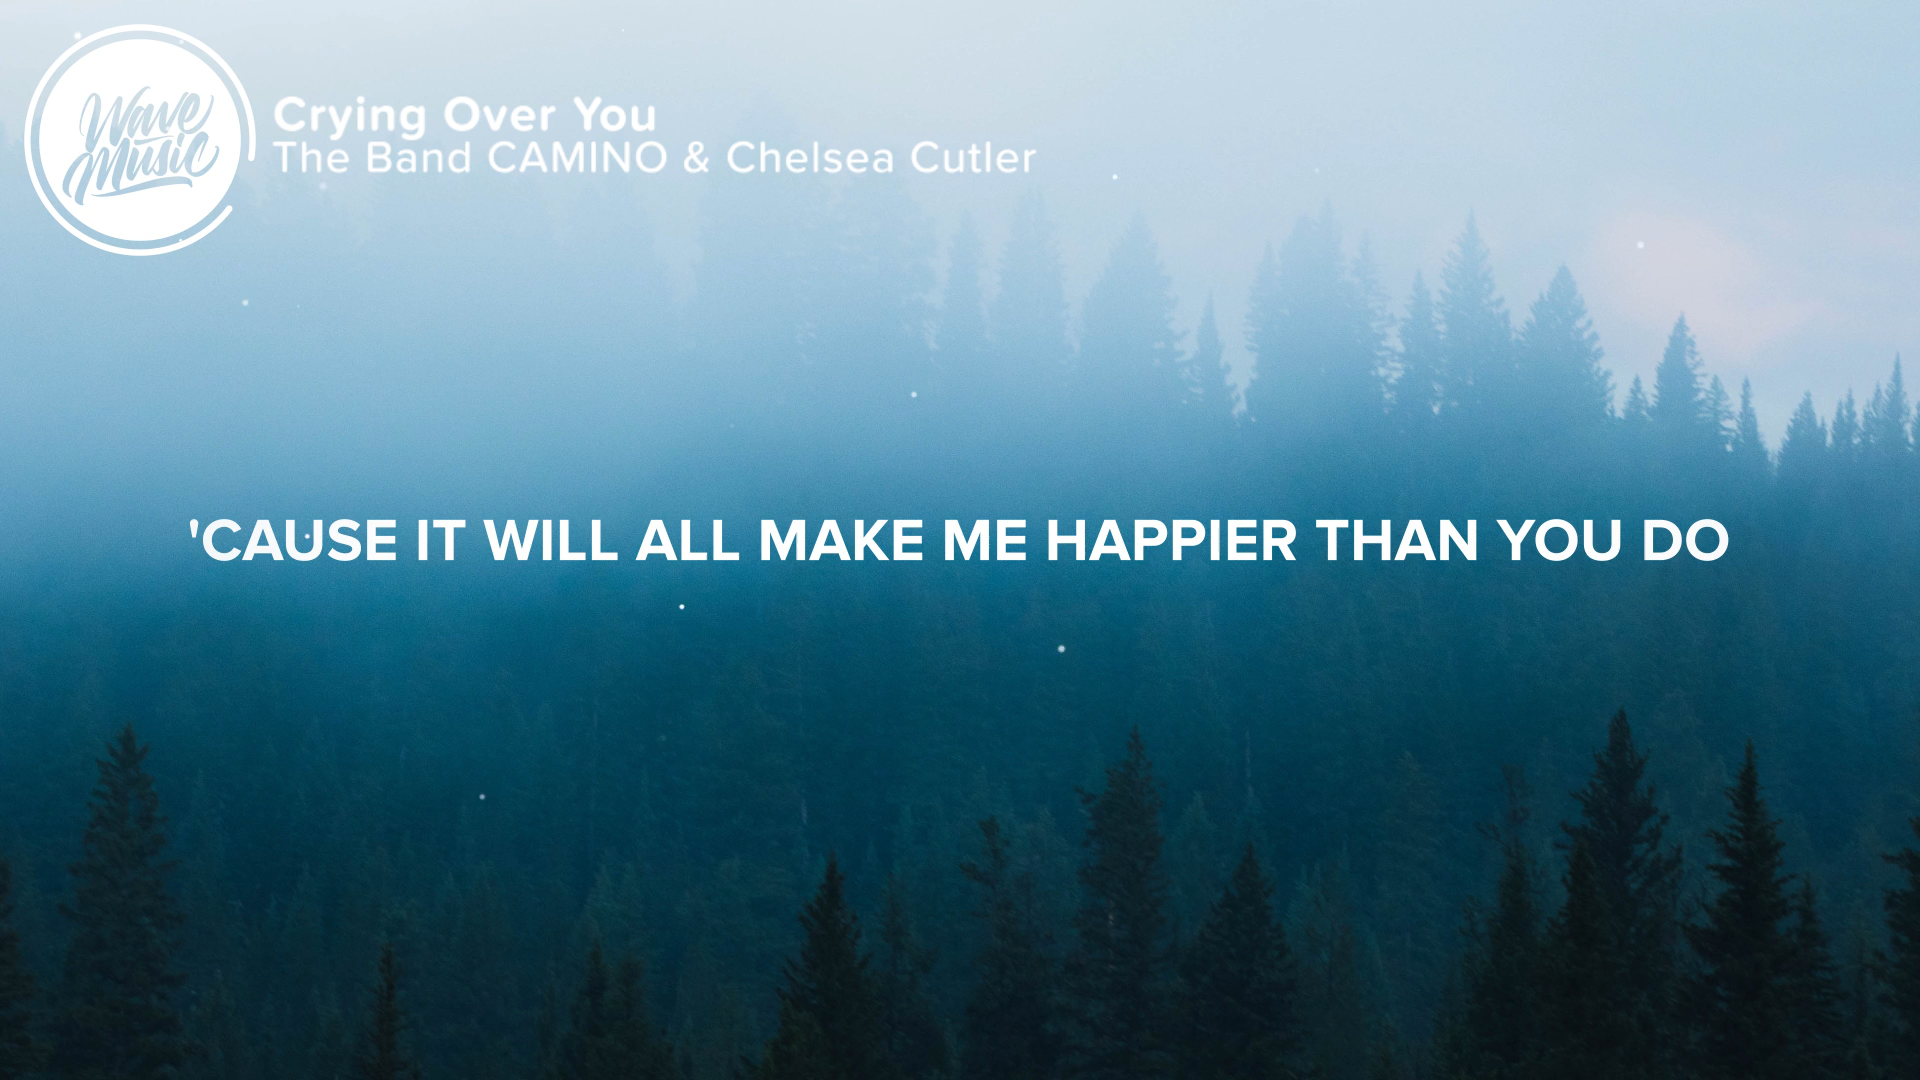 Wave
Music
Crying Over You
The Band CAMINO & Chelsea Cutler
'CAUSE IT WILL ALL MAKE ME HAPPIER THAN YOU DO